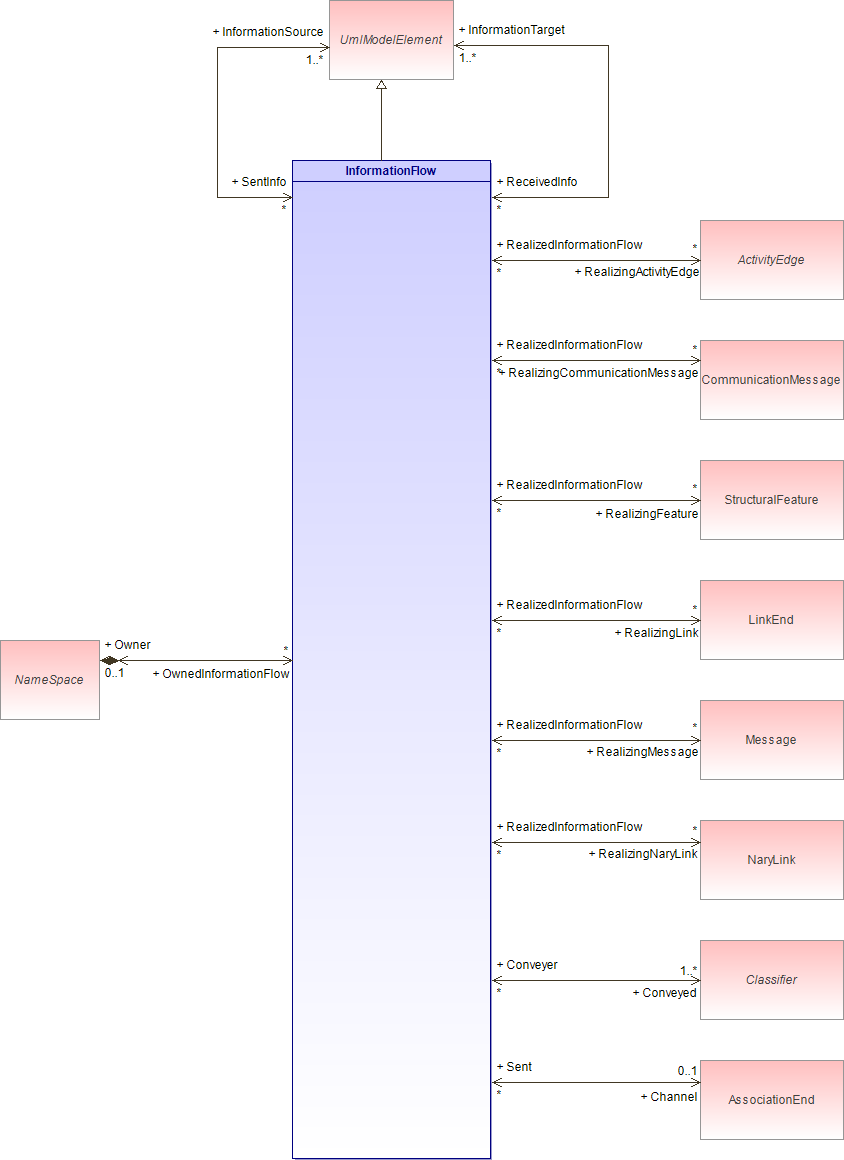 + InformationSource
UmlModelElement
+ InformationTarget
1..*
1..*
InformationFlow
+ SentInfo
*
+ ReceivedInfo
*
+ RealizedInformationFlow
*
*
+ RealizingActivityEdge
ActivityEdge
+ RealizedInformationFlow
*
*
+ RealizingCommunicationMessage
CommunicationMessage
+ RealizedInformationFlow
*
*
+ RealizingFeature
StructuralFeature
+ RealizedInformationFlow
*
*
+ RealizingLink
LinkEnd
+ Owner
0..1
*
+ OwnedInformationFlow
NameSpace
+ RealizedInformationFlow
*
*
+ RealizingMessage
Message
+ RealizedInformationFlow
*
*
+ RealizingNaryLink
NaryLink
+ Conveyer
1..*
*
+ Conveyed
Classifier
+ Sent
0..1
*
+ Channel
AssociationEnd